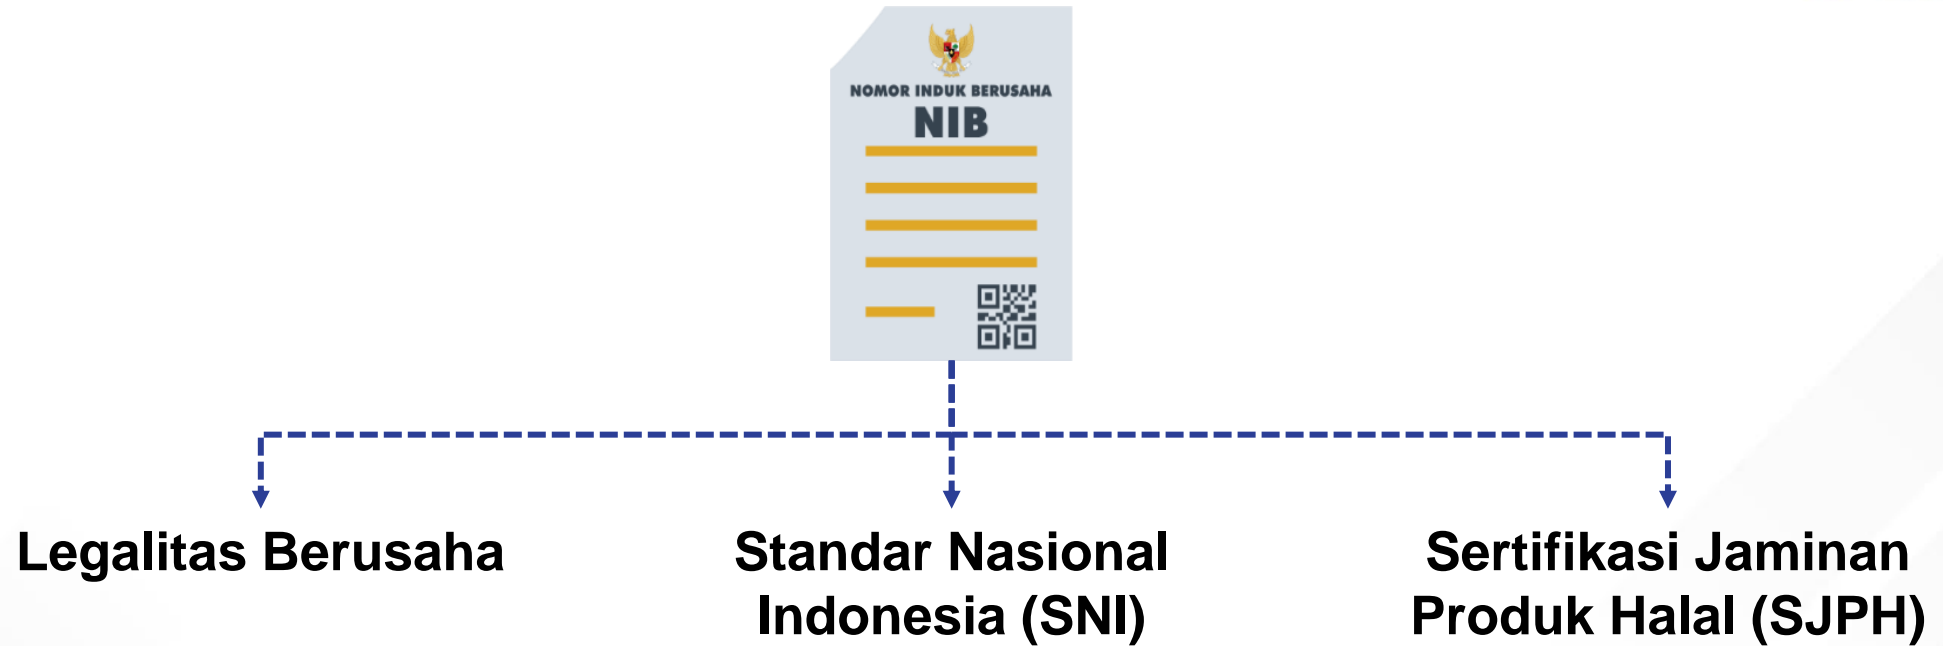 NOMOR INDUK BERUSAHA
NIB
Legalitas Berusaha
Standar Nasional
Indonesia (SNI)
Sertifikasi Jaminan
Produk Halal (SJPH)